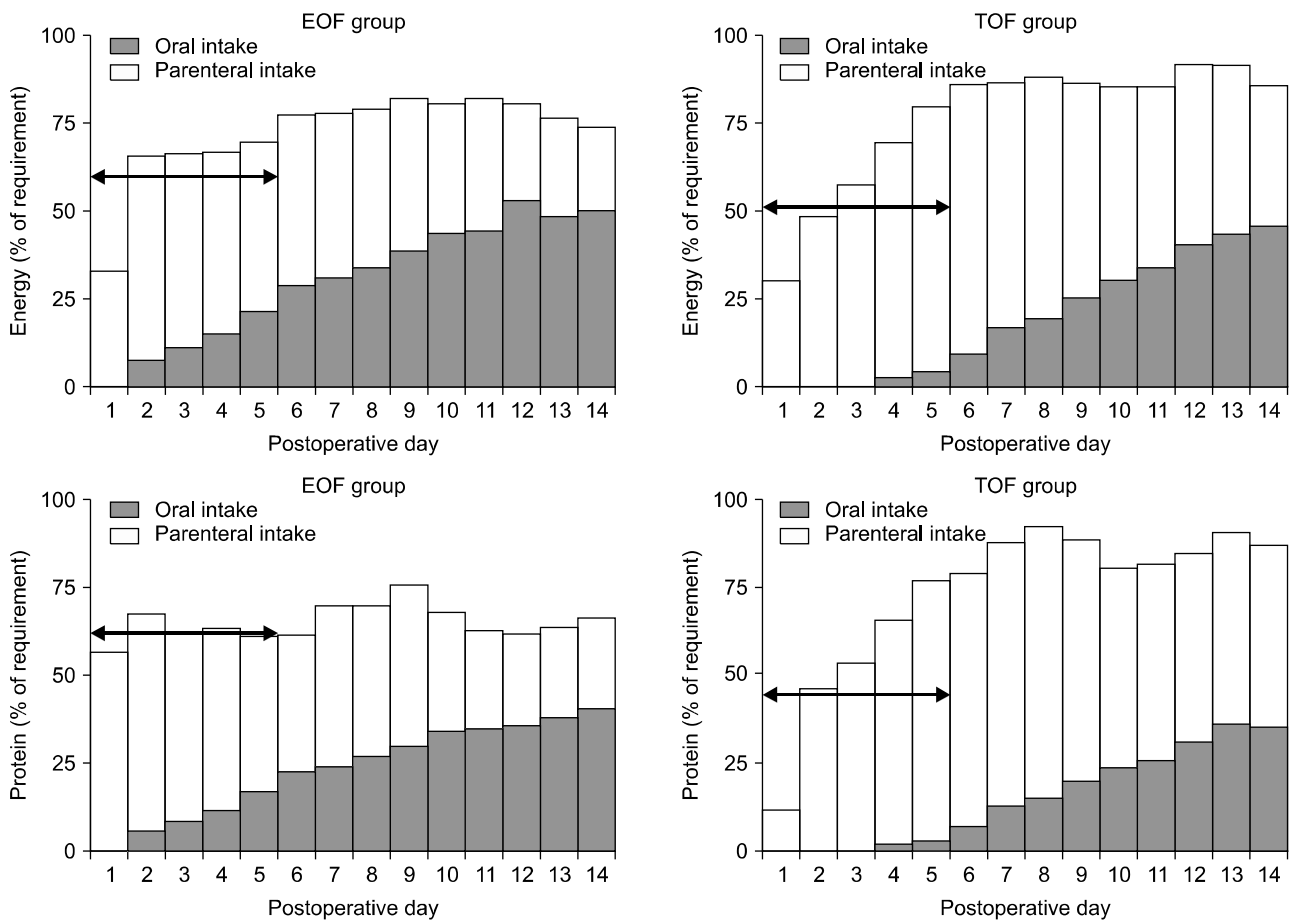 EOF group
Oral intake
Parenteral intake
Energy (% of requirement)
100
75
50
25
0
1 2 3 4 5 6 7 8 9 10 11 12 13 14
Postoperative day
TOF group
Oral intake
Parenteral intake
Energy (% of requirement)
100
75
50
25
0
1 2 3 4 5 6 7 8 9 10 11 12 13 14
Postoperative day
EOF group
Oral intake
Parenteral intake
Protein (% of requirement)
100
75
50
25
0
1 2 3 4 5 6 7 8 9 10 11 12 13 14
Postoperative day
TOF group
Oral intake
Parenteral intake
Protein (% of requirement)
100
75
50
25
0
1 2 3 4 5 6 7 8 9 10 11 12 13 14
Postoperative day